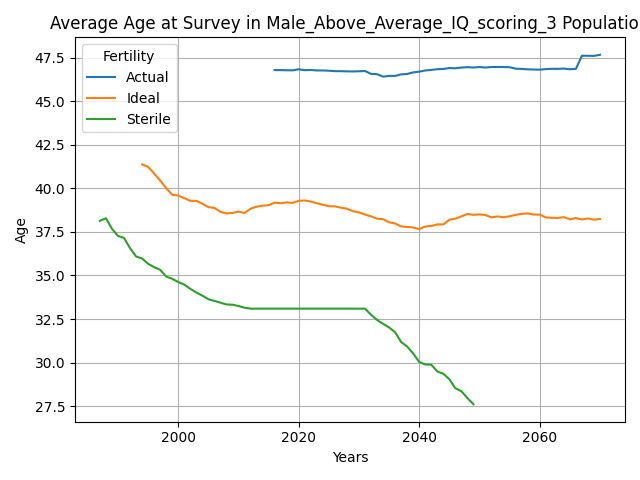 Average Age at Survey in Male_Above_Average_IQ_scoring_3 Populatio
Fertility
Actual
Ideal
Sterile
47.5
45.0
42.5
40.0
37.5
35.0
32.5
30.0
27.5
Age
2000 2020 2040 2060
Years